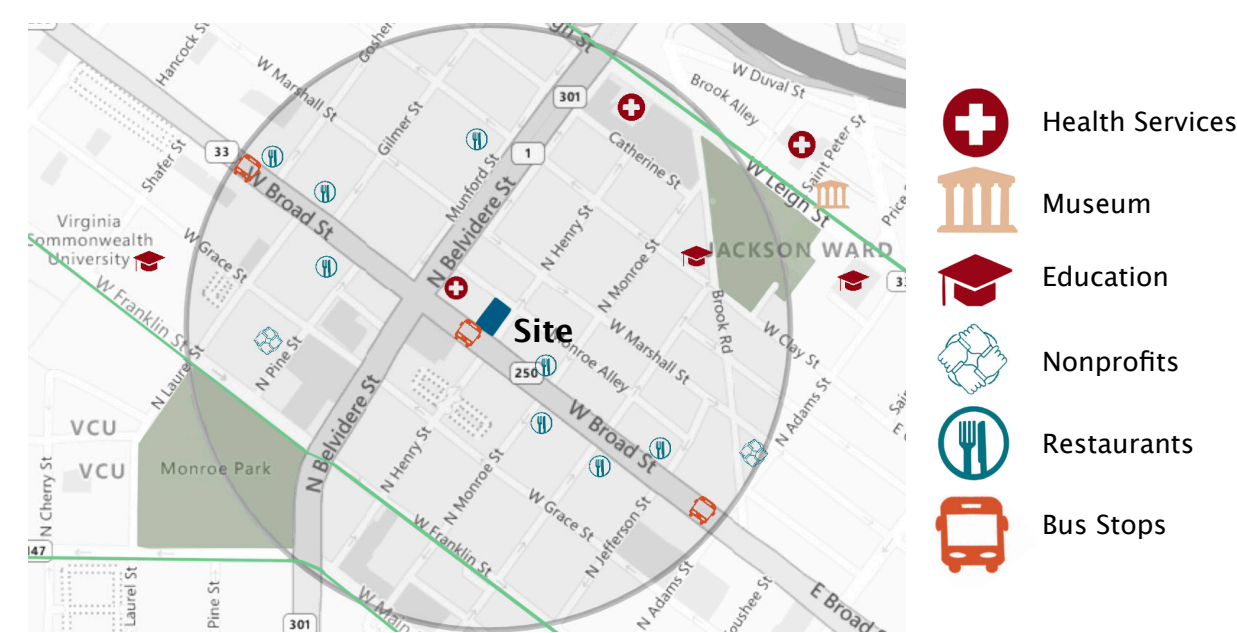 Hancock St
Goshen
W Marshall St
Gilmer St
Leigh St
301
W Duval St
Brook Alley
Saint Peter St
Catherine St
W Leigh St
Shafer St
33
Munford St
1
W Broad St
N Belvidere St
N Henry St
Virginia
Commonwealth
University
W Grace St
JACKSON WARD
N Monroe St
W Franklin St
Brook Rd
Site
W Marshall St
W Clay St
N Pine St
Monroe Alley
250
N Laurel St
N Adams St
N Belvidere St
W Broad St
VCU
VCU
Monroe Park
N Henry St
N Monroe St
N Cherry St
W Grace St
N Jefferson St
W Franklin St
147
Laurel St
Pine St
301
W Main
N Adams St
E Broad
Health Services
Museum
Education
Nonprofits
Restaurants
Bus Stops